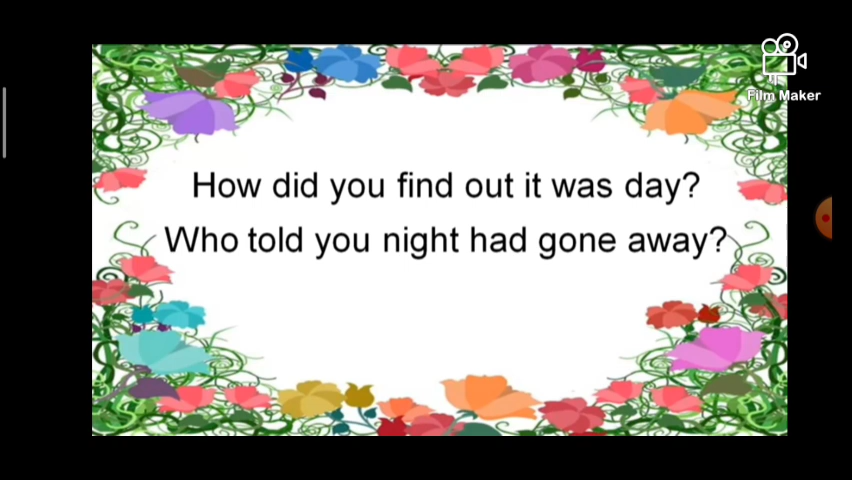 Film Maker
How did you find out it was day?
Who told you night had gone away?